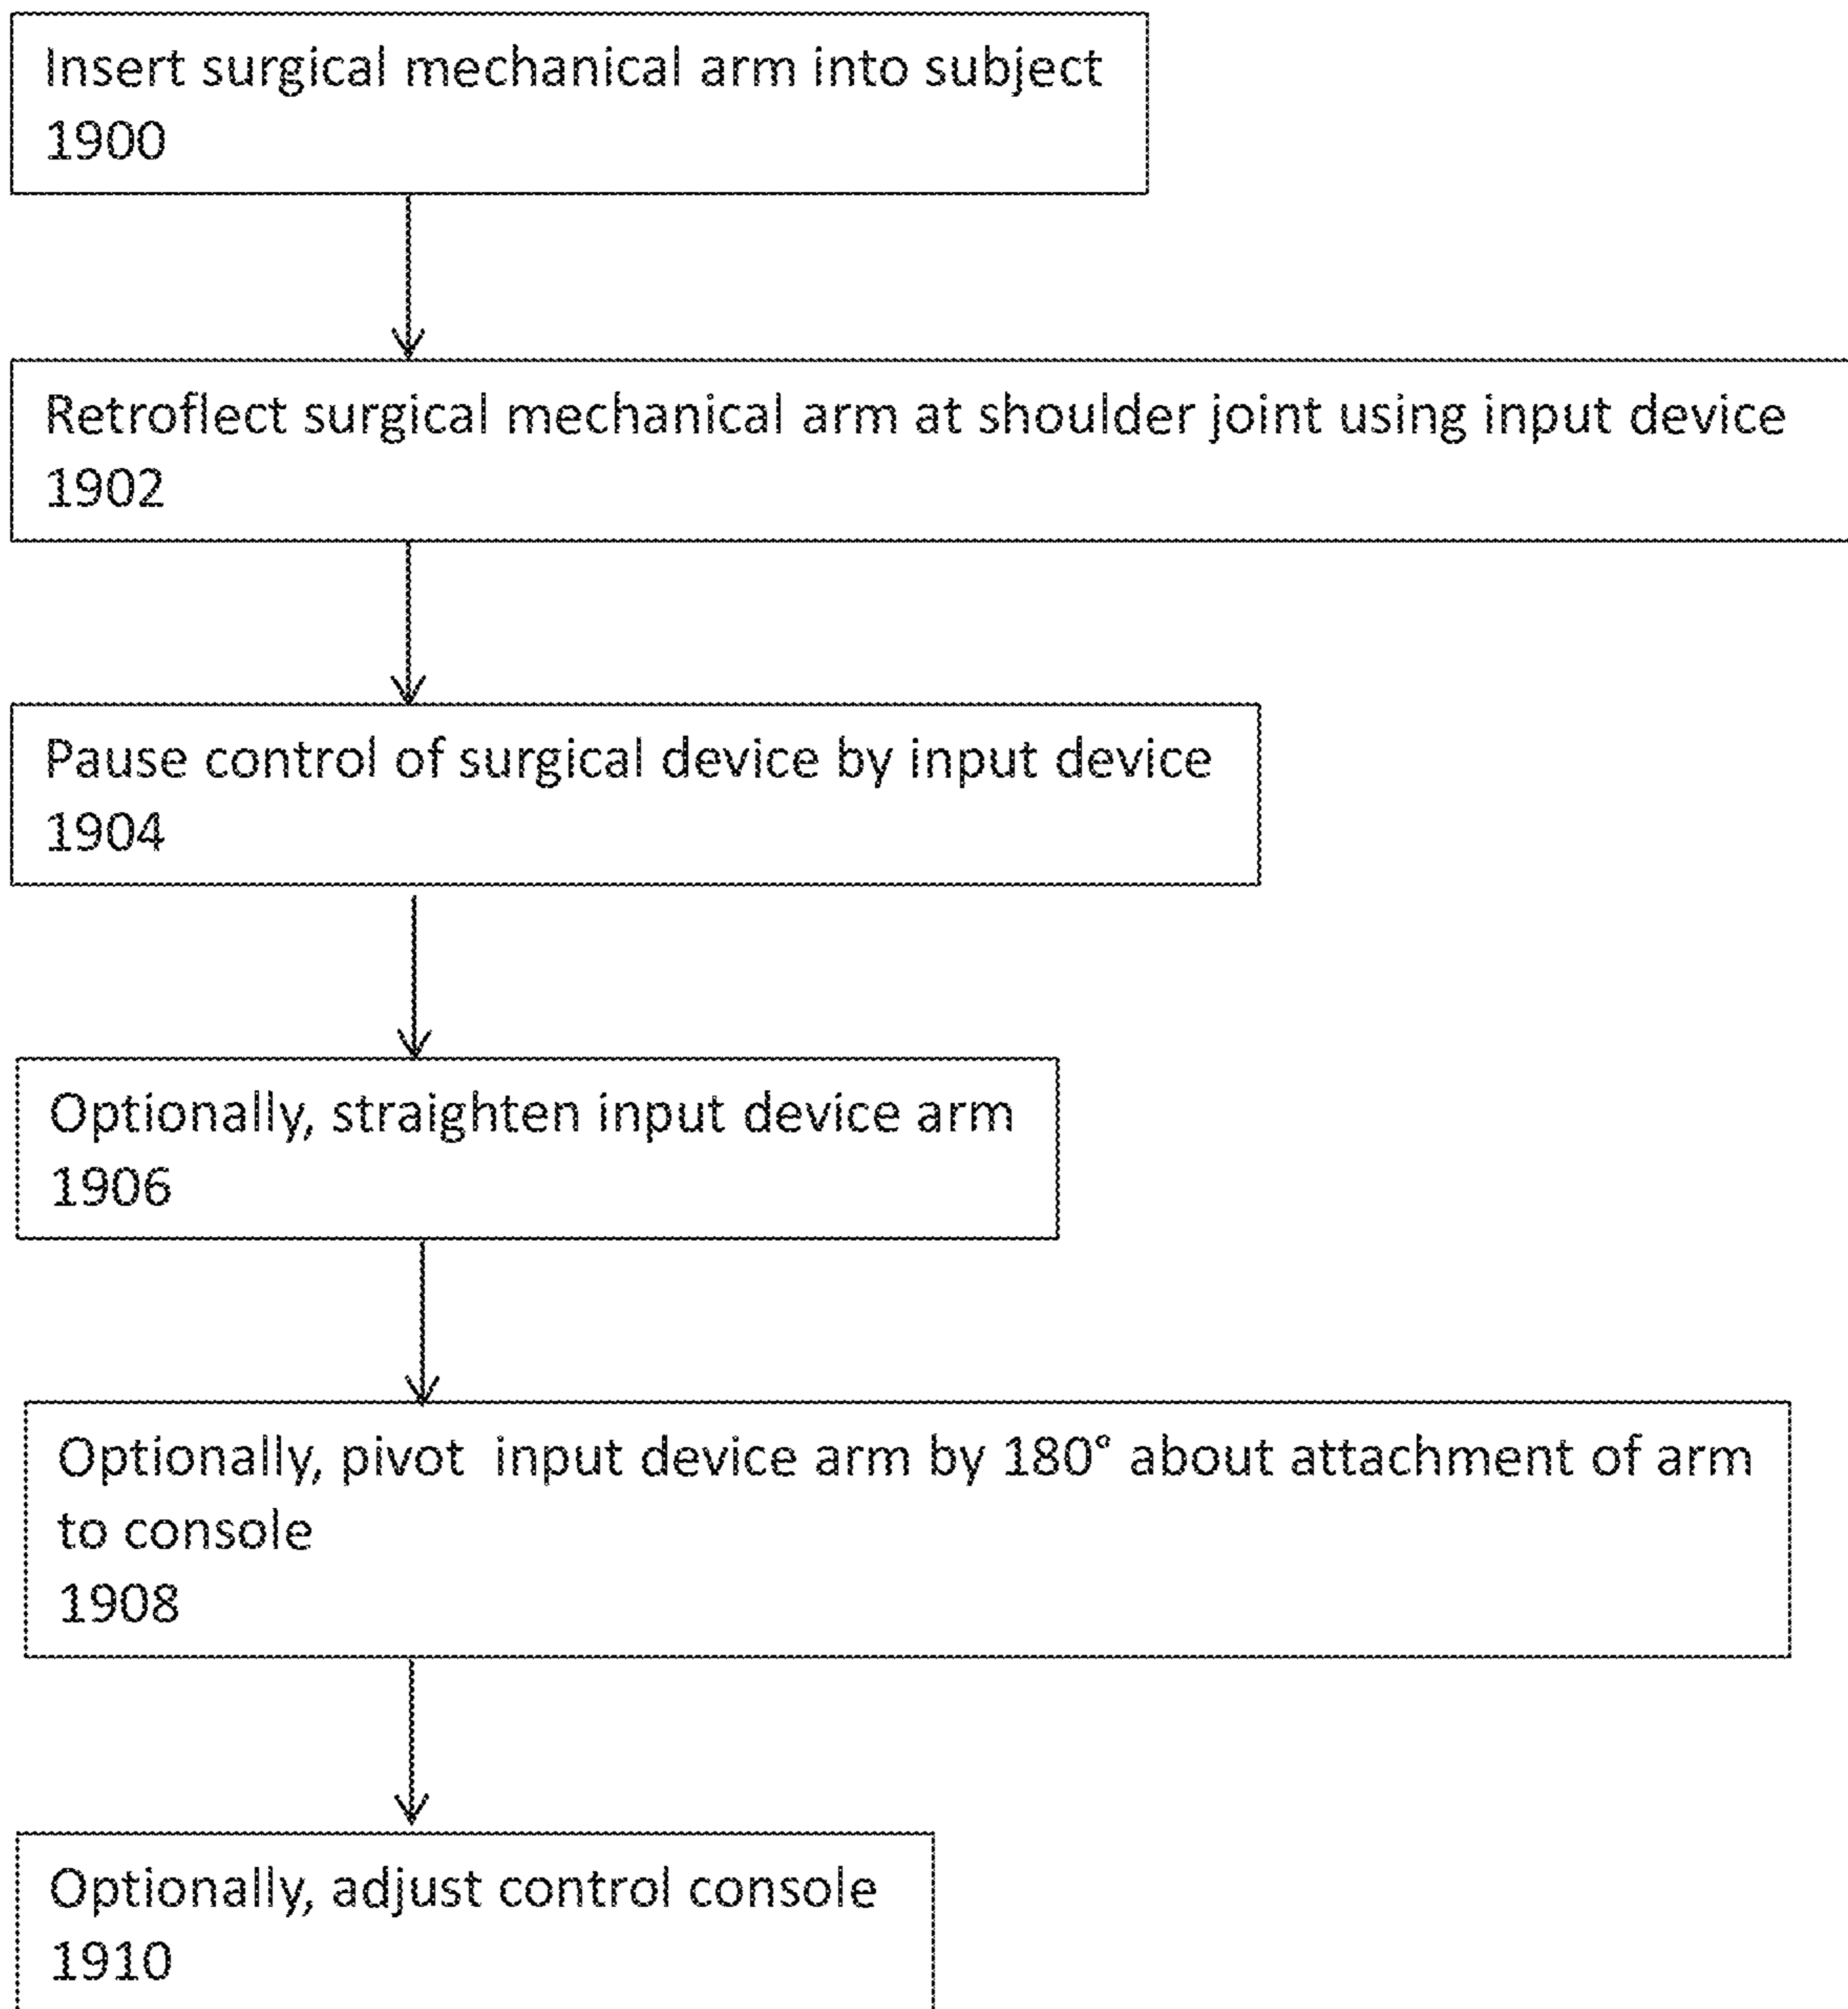 Insert surgical mechanical arm into subject
1900
Retroflect surgical mechanical arm at shoulder joint using input device
1902
Pause control of surgical device by input device
1904
Optionally, straighten input device arm
1906
Optionally, pivot  input device arm by 180° about attachment of arm
to console
1908
Optionally, adjust control console
1910